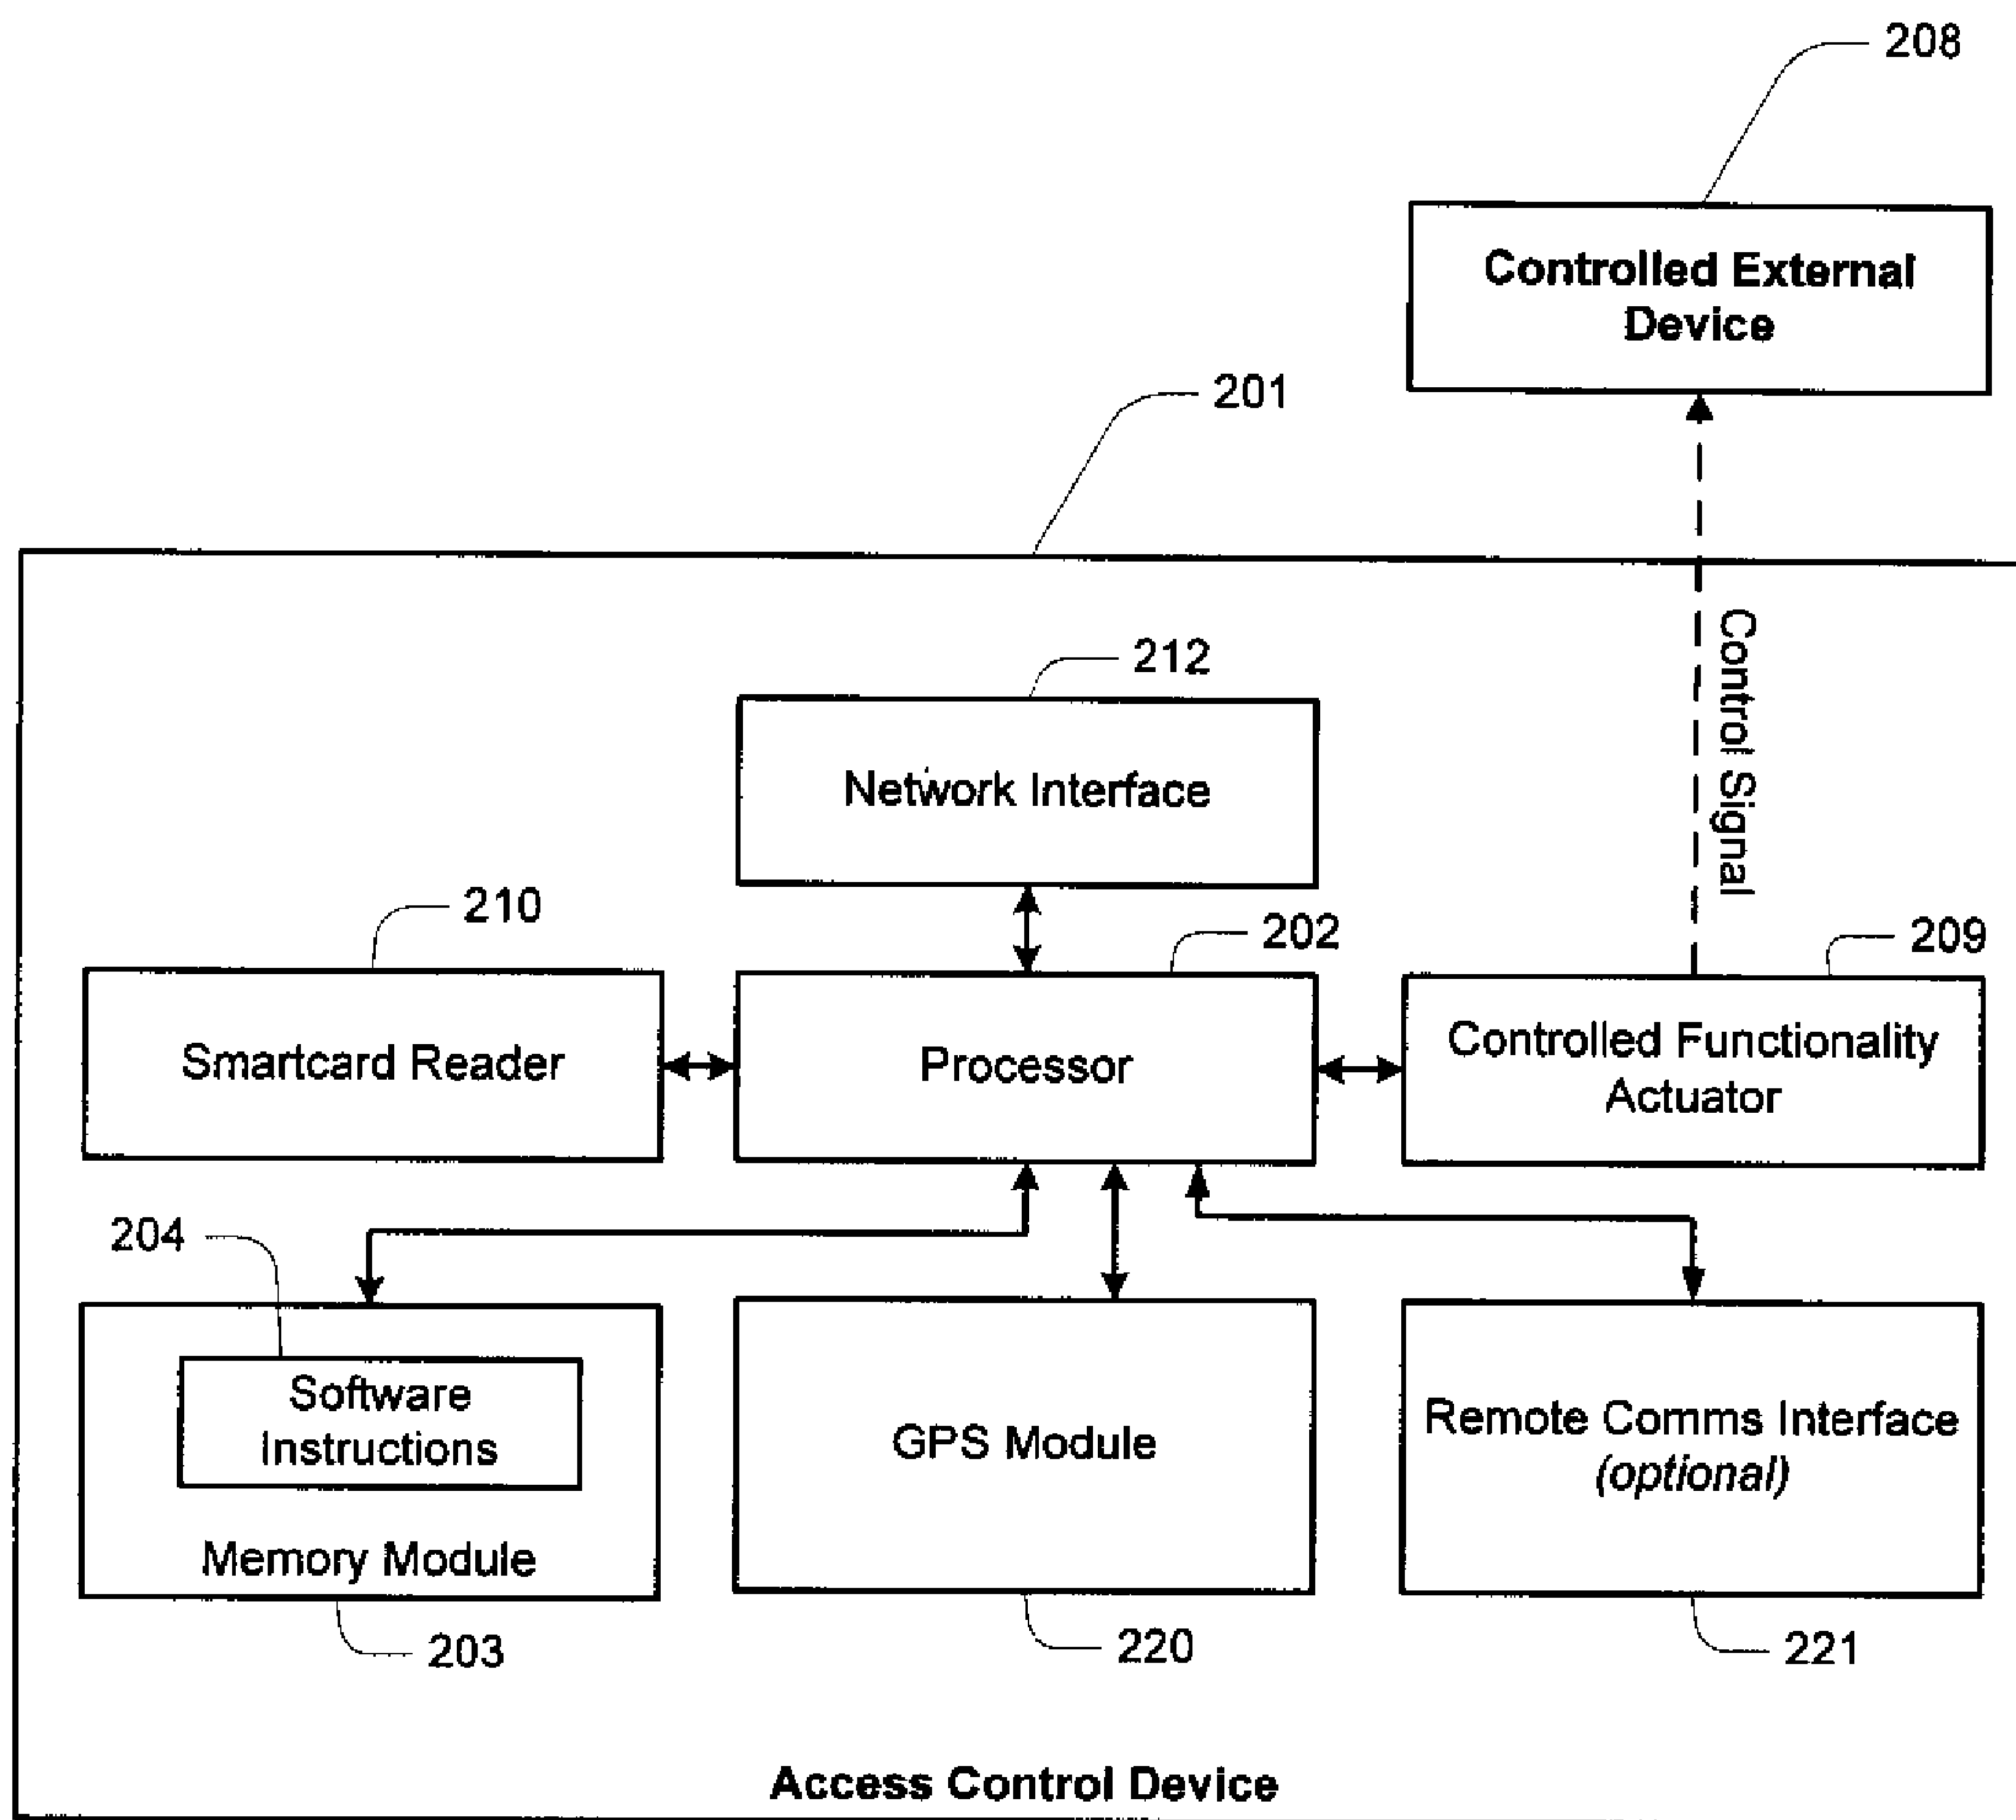 208
Controlled External
Device
201
Control Signal
212
Network Interface
210
202
209
Smartcard Reader
Processor
Controlled Functionality
Actuator
204
Software
Instructions
Memory Module
GPS Module
Remote Comms Interface
(optional)
203
220
221
Access Control Device